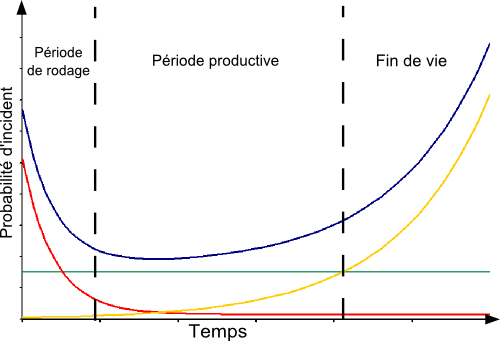 Période
de rodage
Période productive
Fin de vie
Probabilité d'incident
Temps